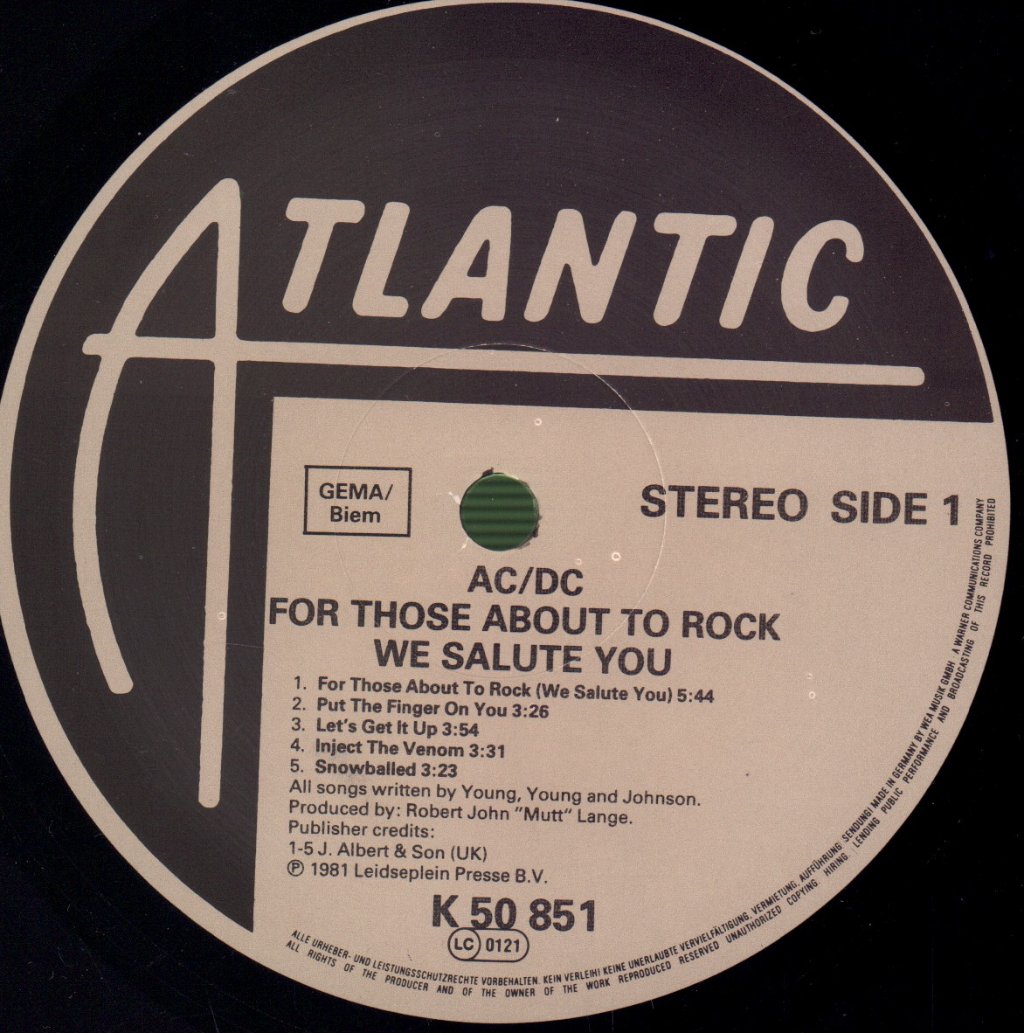 ATLANTIC
GEMA/
Biem
STEREO SIDE 1
AC/DC
FOR THOSE ABOUT TO ROCK
WE SALUTE YOU
1. For Those About To Rock (We Salute You) 5:44
2. Put The Finger On You 3:26
3. Let's Get It Up 3:54
4. Inject The Venom 3:31
5. Snowballed 3:23
All songs written by Young, Young and Johnson.
Produced by: Robert John "Mutt" Lange.
Publisher credits:
1-5 J. Albert & Son (UK)
℗ 1981 Leidseplein Presse B.V.
K 50 851
LC 0121
ALLE URHEBER- UND LEISTUNGSSCHUTZRECHTE VORBEHALTEN. KEIN VERLEIH! KEINE UNERLAUBTE VERVIELFÄLTIGUNG, VERMIETUNG, AUFFÜHRUNG, SENDUNG! MADE IN GERMANY BY WEA MUSIK GMBH. A WARNER COMMUNICATIONS COMPANY
ALL RIGHTS OF THE PRODUCER AND OF THE OWNER OF THE WORK REPRODUCED RESERVED UNAUTHORIZED COPYING, HIRING, LENDING PUBLIC PERFORMANCE AND BROADCASTING OF THIS RECORD PROHIBITED